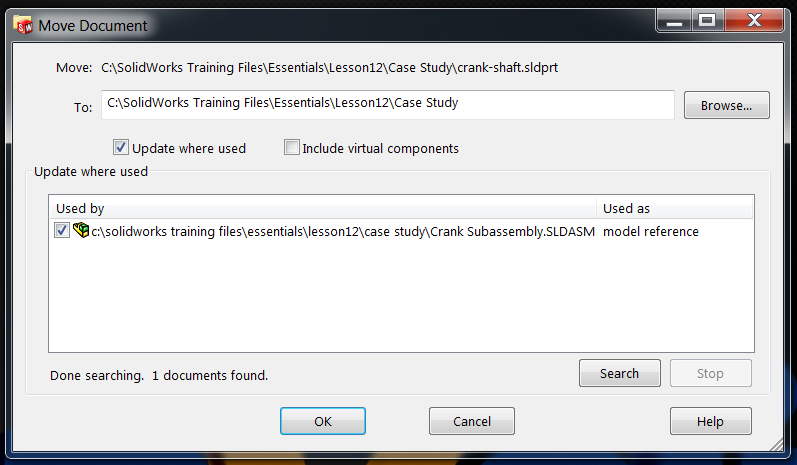 Move Document
Move: C:\SolidWorks Training Files\Essentials\Lesson12\Case Study\crank-shaft.sldprt
To: C:\SolidWorks Training Files\Essentials\Lesson12\Case Study
Browse...
Update where used
Include virtual components
Update where used
Used by Used as
c:\solidworks training files\essentials\lesson12\case study\Crank Subassembly.SLDASM model reference
Done searching. 1 documents found.
Search Stop
OK Cancel Help